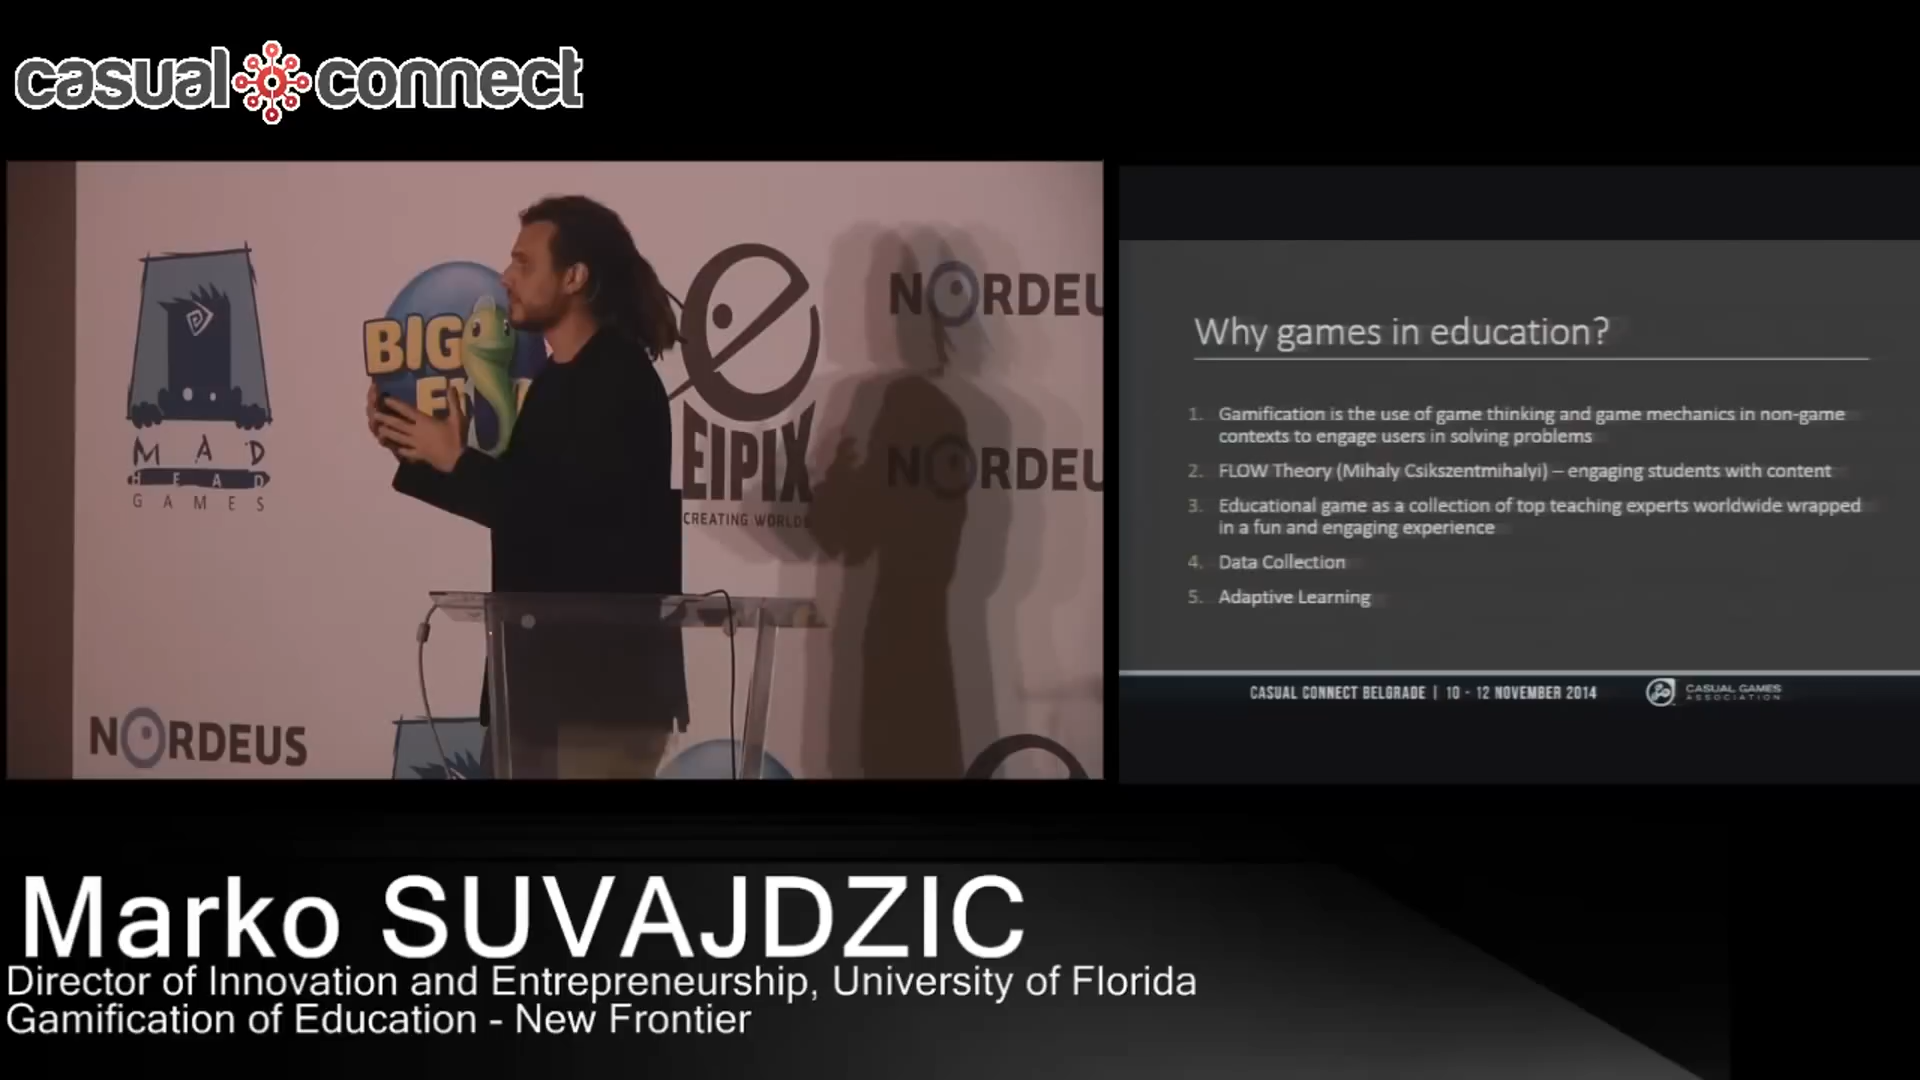 casual connect
MAD
HEAD
GAMES
BIG
EIPIX
CREATING WORLDS
NORDEU
NORDEU
NORDEUS
Why games in education?
1. Gamification is the use of game thinking and game mechanics in non-game
contexts to engage users in solving problems
2. FLOW Theory (Mihaly Csikszentmihalyi) – engaging students with content
3. Educational game as a collection of top teaching experts worldwide wrapped
in a fun and engaging experience
4. Data Collection
5. Adaptive Learning
CASUAL CONNECT BELGRADE | 10 - 12 NOVEMBER 2014
CASUAL GAMES
ASSOCIATION
Marko SUVAJDZIC
Director of Innovation and Entrepreneurship, University of Florida
Gamification of Education - New Frontier